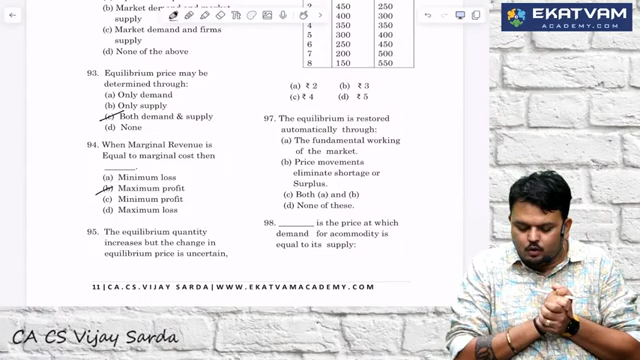 (b) Market demand and market
supply
(c) Market demand and firms
supply
(d) None of the above
93. Equilibrium price may be
determined through:
(a) Only demand
(b) Only supply
(c) Both demand & supply
(d) None
94. When Marginal Revenue is
Equal to marginal cost then
_______.
(a) Minimum loss
(b) Maximum profit
(c) Minimum profit
(d) Maximum loss
95. The equilibrium quantity
increases but the change in
equilibrium price is uncertain,
2 450 250
400 300
4 350 350
5 300 400
6 250 450
7 200 500
8 150 550
(a) ₹ 2 (b) ₹ 3
(c) ₹ 4 (d) ₹ 5
97. The equilibrium is restored
automatically through:
(a) The fundamental working
of the market.
(b) Price movements
eliminate shortage or
Surplus.
(c) Both (a) and (b)
(d) None of these.
98. _______ is the price at which
demand for acommodity is
equal to its supply:
11 | CA.CS.VIJAY SARDA | WWW.EKATVAMACADEMY.COM
EKATVAM
ACADEMY.COM
CA CS Vijay Sarda